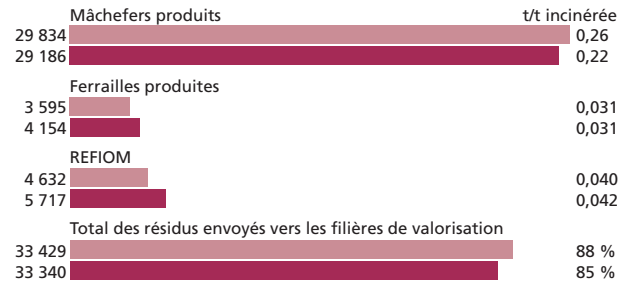 Mâchefers produits t/t incinérée
29 834 0,26
29 186 0,22
Ferrailles produites
3 595 0,031
4 154 0,031
REFIOM
4 632 0,040
5 717 0,042
Total des résidus envoyés vers les filières de valorisation
33 429 88 %
33 340 85 %